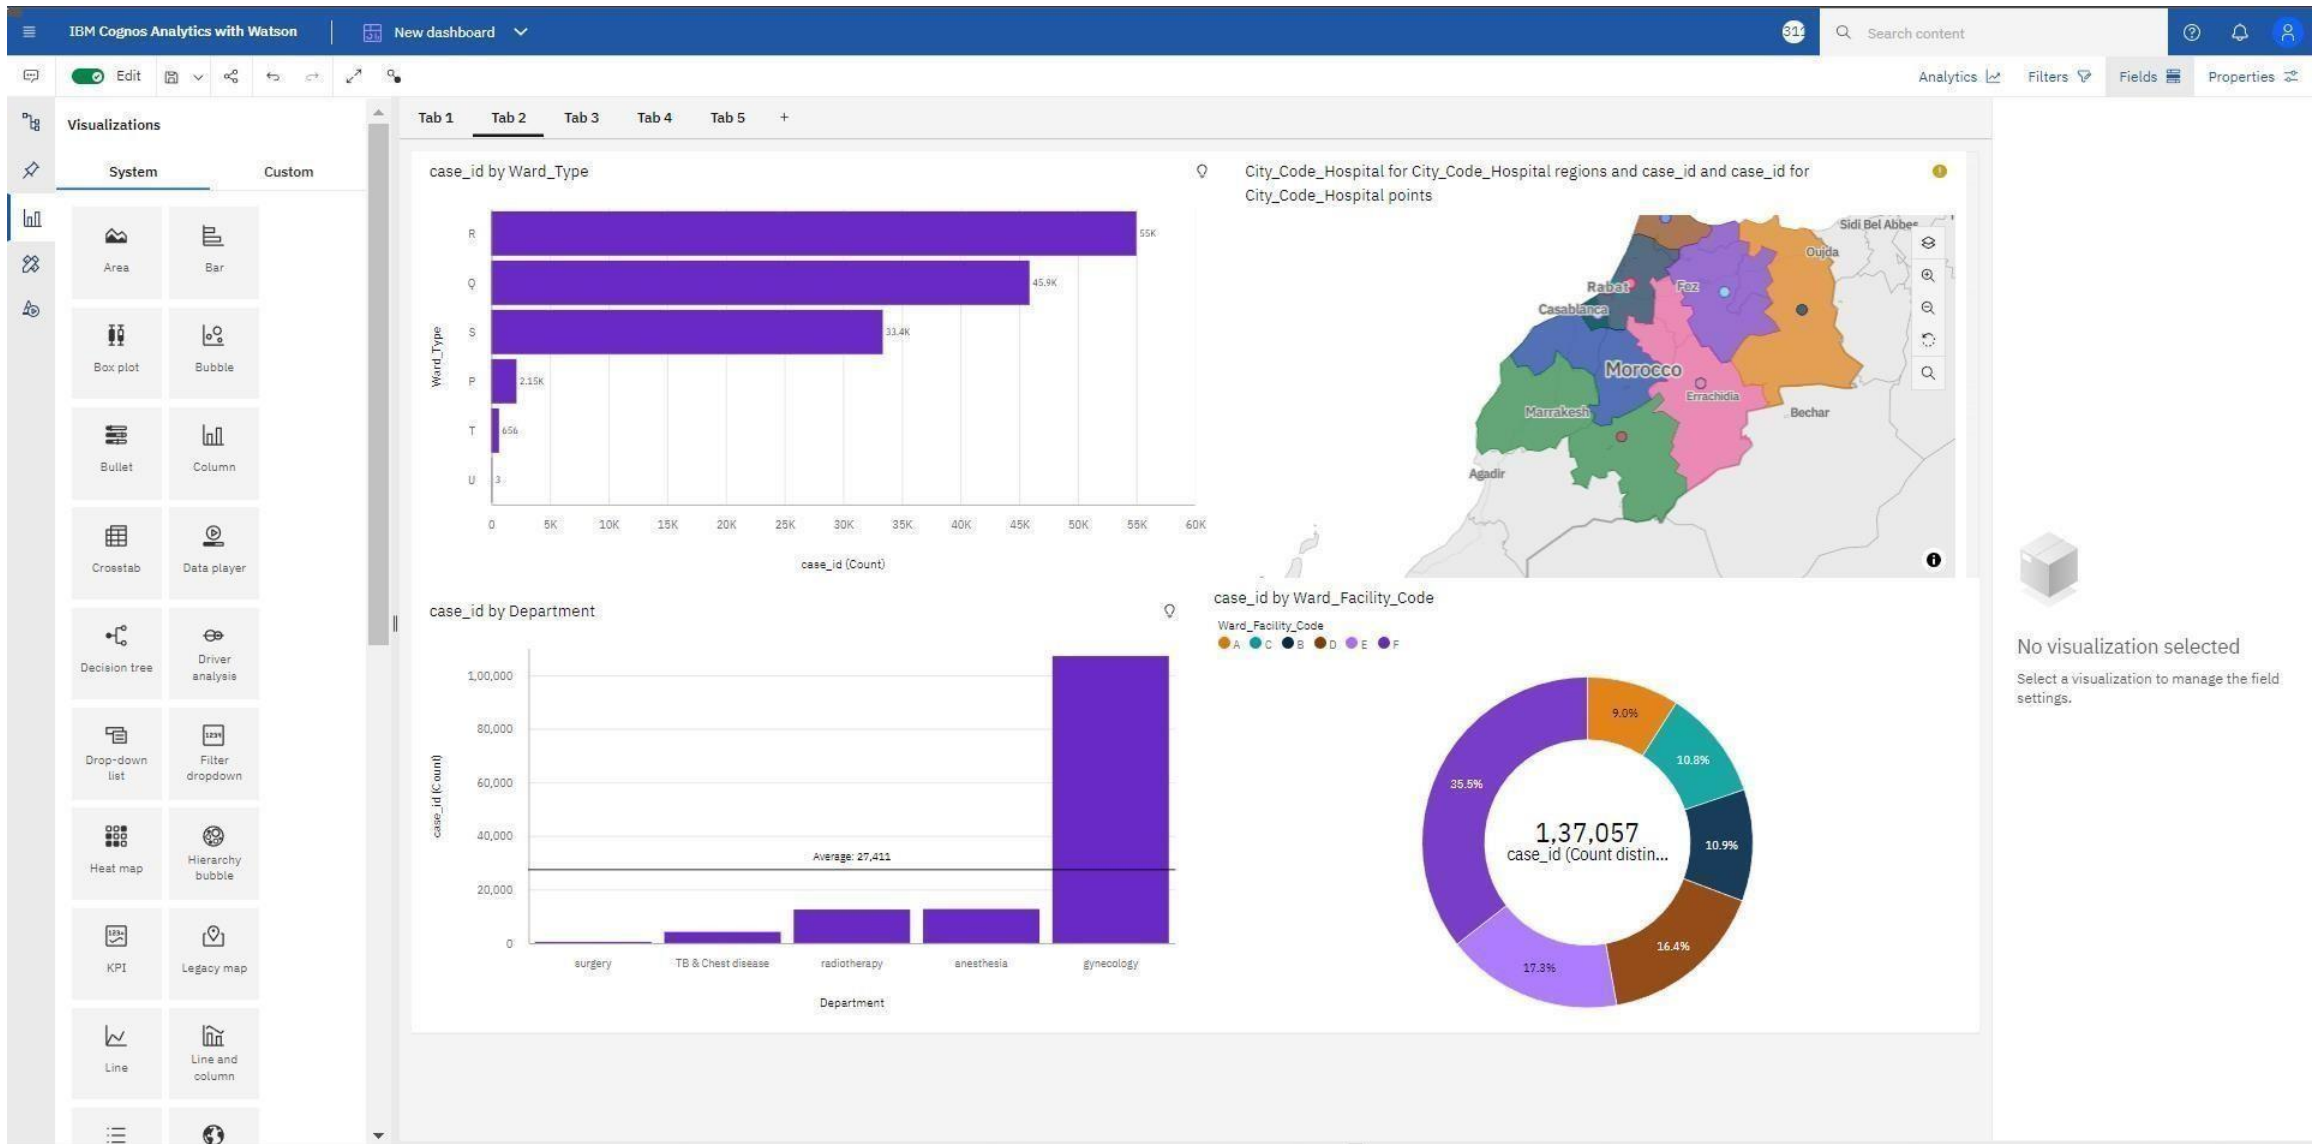 IBM Cognos Analytics with Watson
New dashboard
311
Search content
Edit
Analytics
Filters
Fields
Properties
Visualizations
System
Custom
Area
Bar
Box plot
Bubble
Bullet
Column
Crosstab
Data player
Decision tree
Driver
analysis
Drop-down
list
Filter
dropdown
Heat map
Hierarchy
bubble
KPI
Legacy map
Line
Line and
column
Tab 1
Tab 2
Tab 3
Tab 4
Tab 5
+
case_id by Ward_Type
Ward_Type
R
55K
Q
45.9K
S
33.4K
P
2.15K
T
656
U
3
0
5K
10K
15K
20K
25K
30K
35K
40K
45K
50K
55K
60K
case_id (Count)
City_Code_Hospital for City_Code_Hospital regions and case_id and case_id for
City_Code_Hospital points
Sidi Bel Abbes
Oujda
Rabat
Fez
Casablanca
Morocco
Errachidia
Marrakesh
Bechar
Agadir
case_id by Department
case_id (Count)
1,00,000
80,000
60,000
40,000
20,000
0
Average: 27,411
surgery
TB & Chest disease
radiotherapy
anesthesia
gynecology
Department
case_id by Ward_Facility_Code
Ward_Facility_Code
A
C
B
D
E
F
9.0%
10.8%
10.9%
16.4%
17.3%
35.5%
1,37,057
case_id (Count distin...
No visualization selected
Select a visualization to manage the field
settings.